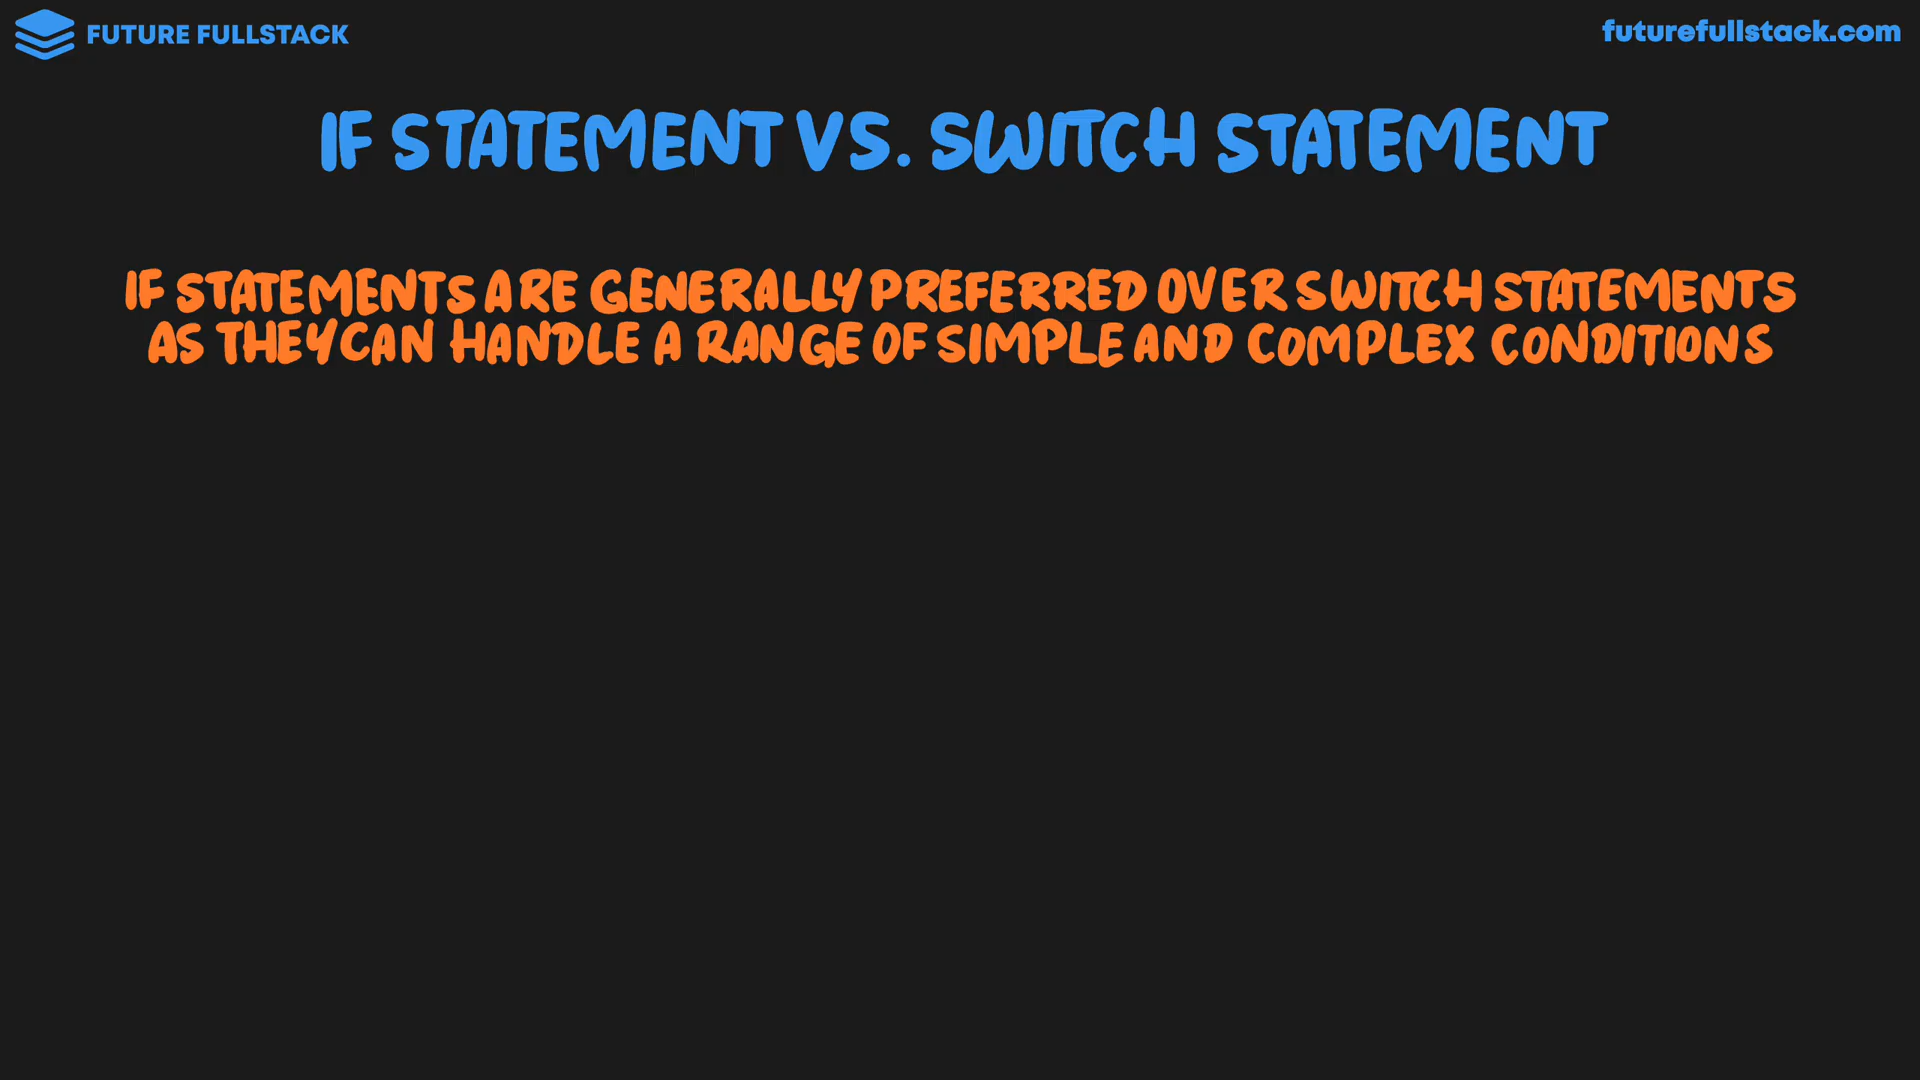 FUTURE FULLSTACK
futurefullstack.com
IF STATEMENT VS. SWITCH STATEMENT
IF STATEMENTS ARE GENERALLY PREFERRED OVER SWITCH STATEMENTS
AS THEY CAN HANDLE A RANGE OF SIMPLE AND COMPLEX CONDITIONS